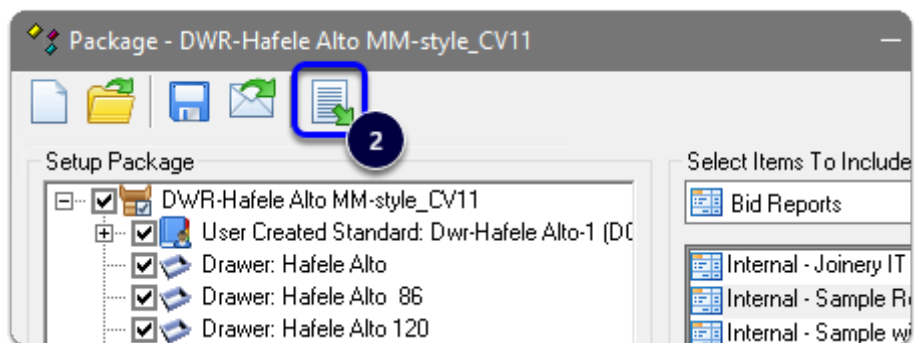 Package - DWR-Hafele Alto MM-style_CV11
2
Setup Package
DWR-Hafele Alto MM-style_CV11
User Created Standard: Dwr-Hafele Alto-1
Drawer: Hafele Alto
Drawer: Hafele Alto 86
Drawer: Hafele Alto 120
Select Items To Include
Bid Reports
Internal - Joinery IT
Internal - Sample
Internal - Sample